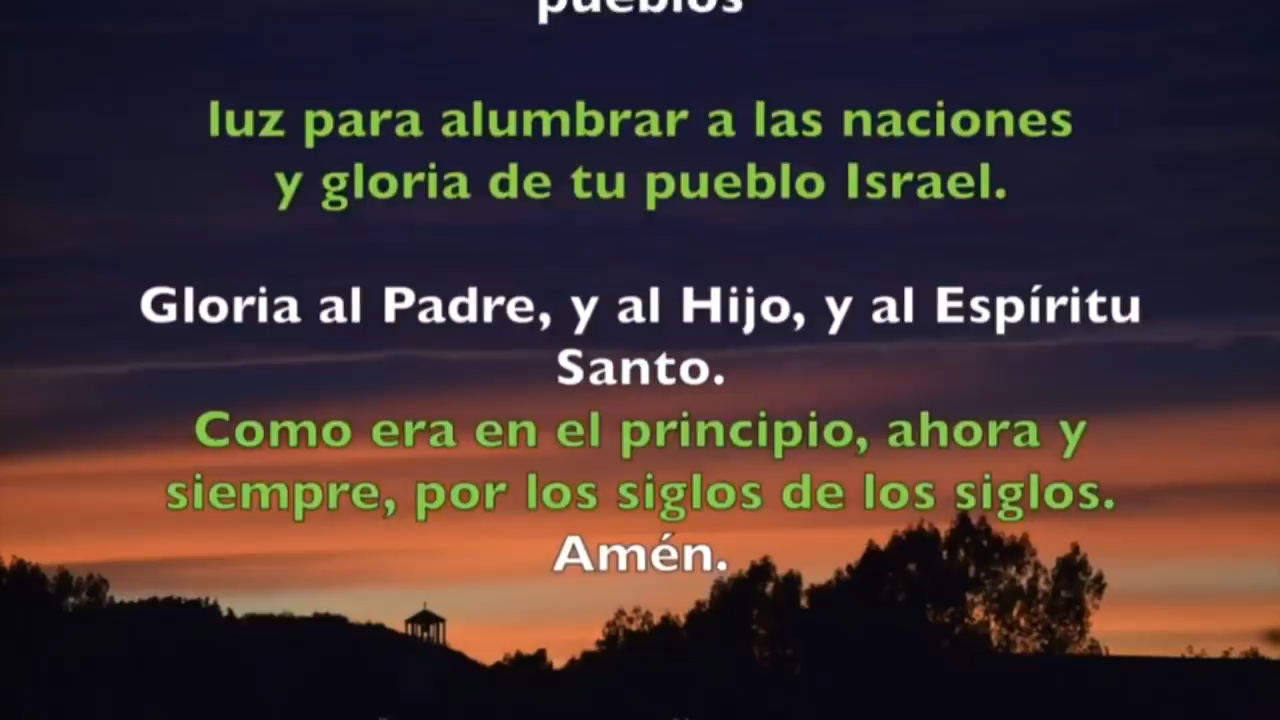 pueblos
luz para alumbrar a las naciones
y gloria de tu pueblo Israel.
Gloria al Padre, y al Hijo, y al Espíritu
Santo.
Como era en el principio, ahora y
siempre, por los siglos de los siglos.
Amén.